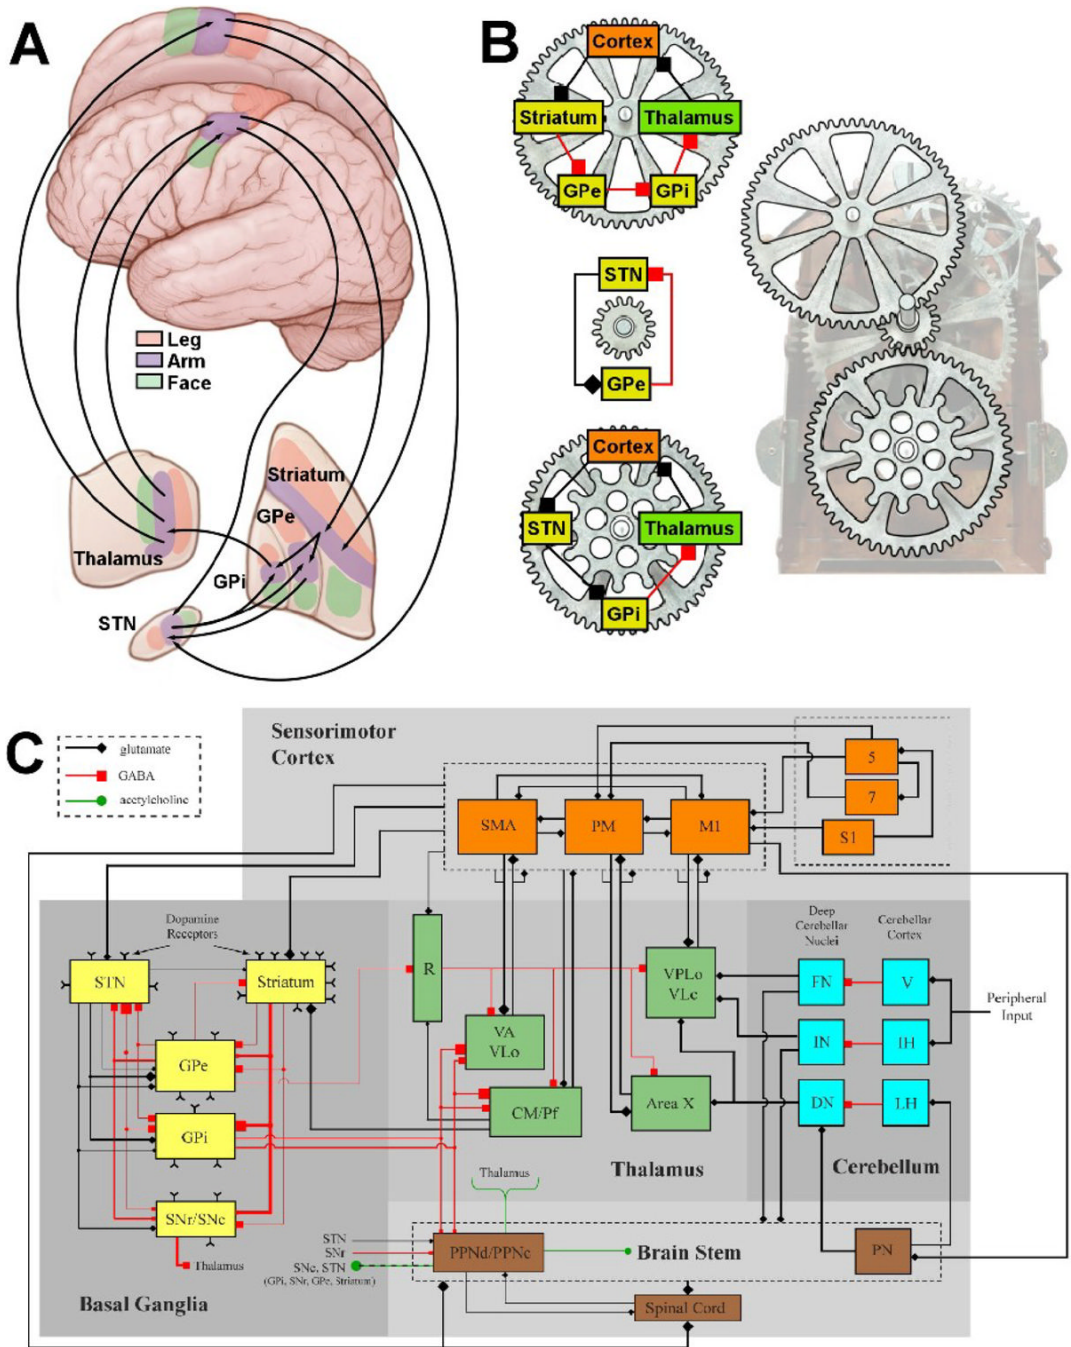 A
B
Cortex
Striatum
Thalamus
GPe
GPi
STN
GPe
Leg
Arm
Face
Cortex
STN
Thalamus
GPi
Striatum
GPe
Thalamus
GPi
STN
C
glutamate
GABA
acetylcholine
Sensorimotor
Cortex
5
7
S1
SMA
PM
M1
Dopamine
Receptors
Deep
Cerebellar
Nuclei
Cerebellar
Cortex
STN
Striatum
R
VPLo
VLc
FN
V
Peripheral
Input
VA
VLo
IN
IH
GPe
CM/Pf
Area X
DN
LH
GPi
Thalamus
Cerebellum
Thalamus
SNr/SNc
STN
SNr
SNc, STN
(GPi, SNr, GPe, Striatum)
PPNd/PPNc
Brain Stem
PN
Thalamus
Basal Ganglia
Spinal Cord